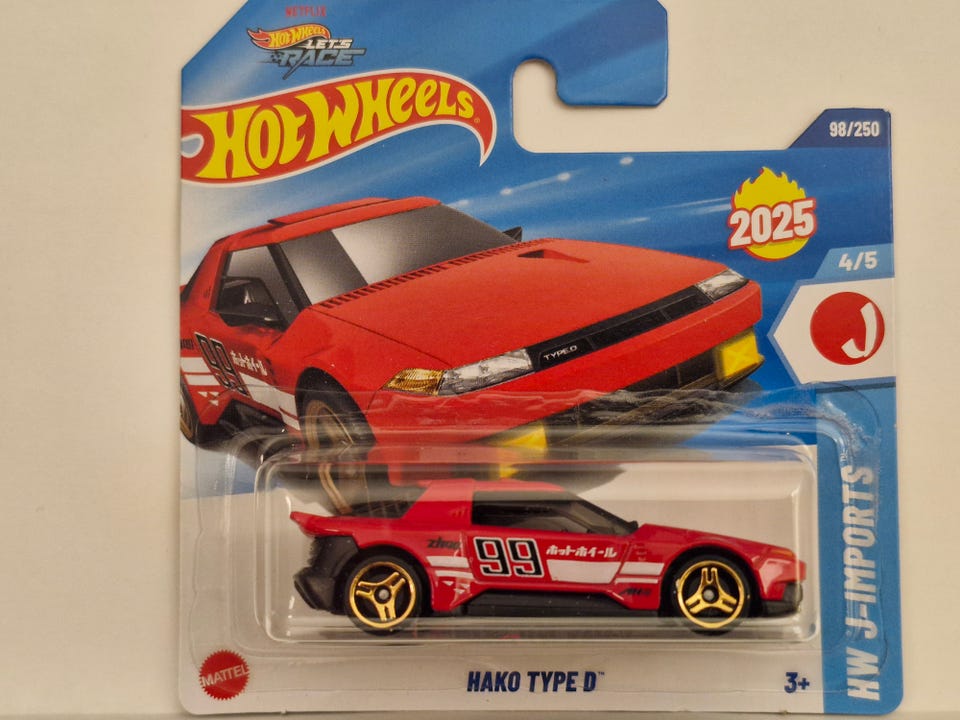 NETFLIX
Hot Wheels
LET'S
RACE
Hot Wheels®
98/250
2025
4/5
J
TYPE D
99
ホットホイール
99
ホットホイール
HW J-IMPORTS™
MATTEL
HAKO TYPE D™
3+